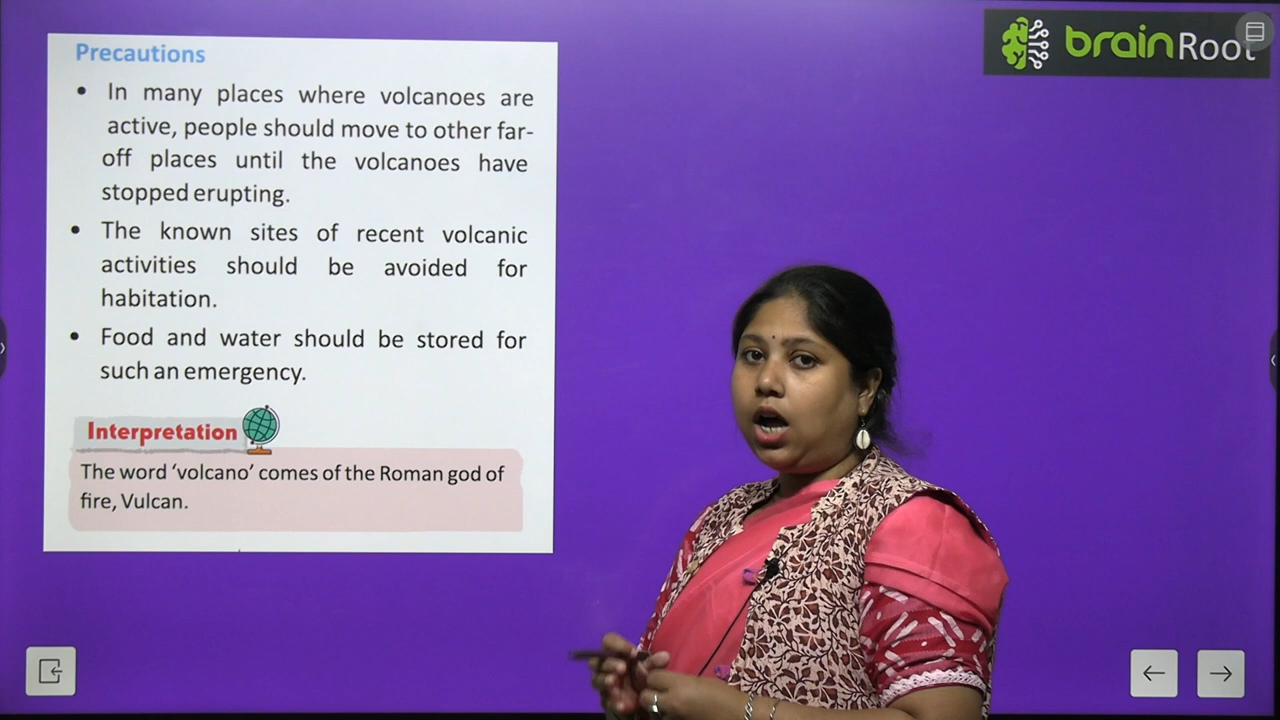 Precautions
• In many places where volcanoes are
active, people should move to other far-
off places until the volcanoes have
stopped erupting.
• The known sites of recent volcanic
activities should be avoided for
habitation.
• Food and water should be stored for
such an emergency.
Interpretation
The word ‘volcano’ comes of the Roman god of
fire, Vulcan.
brainRoot